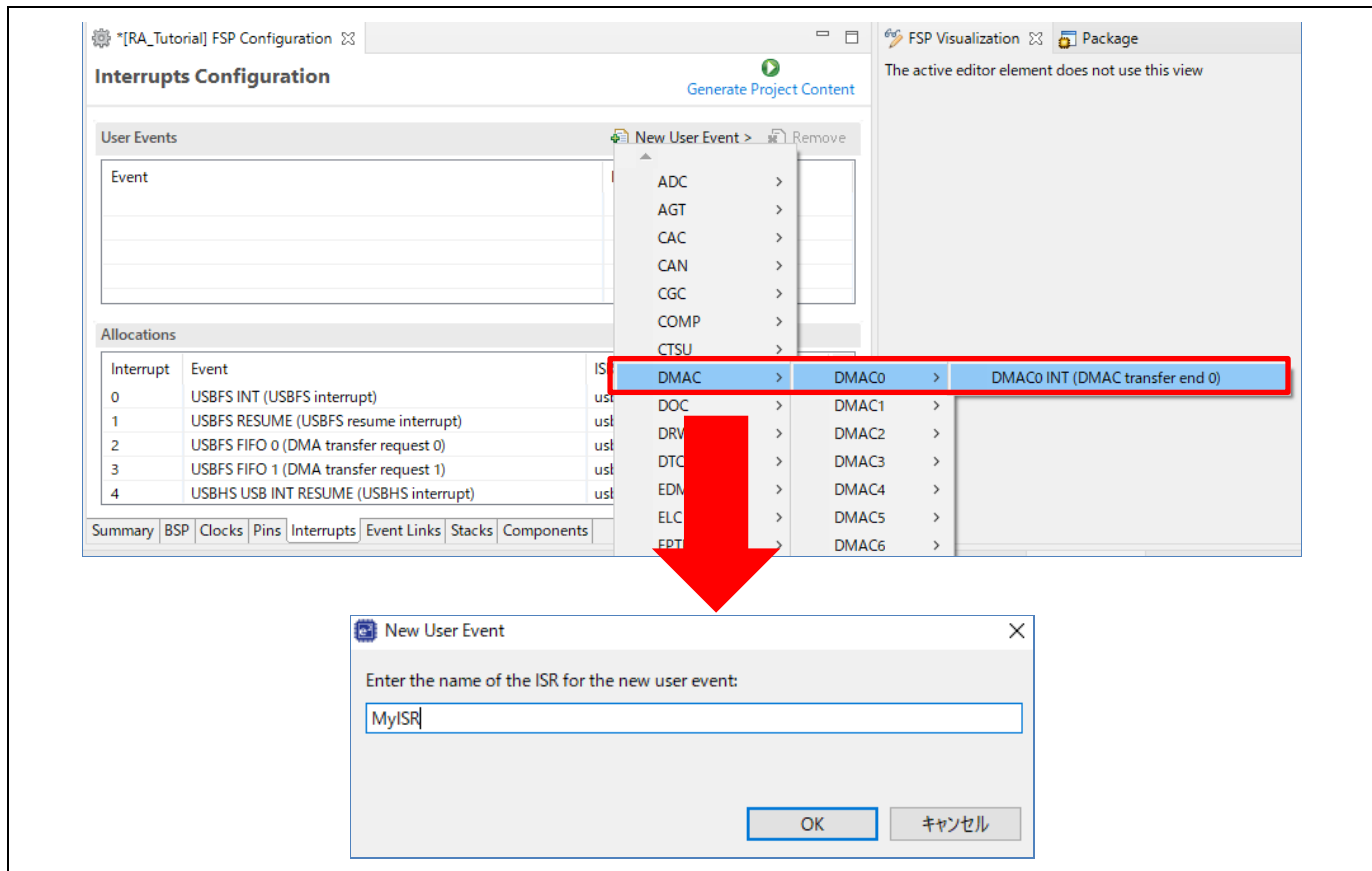 *[RA_Tutorial] FSP Configuration
FSP Visualization
Package
Interrupts Configuration
Generate Project Content
The active editor element does not use this view
User Events
New User Event >
Remove
Event
ADC >
AGT >
CAC >
CAN >
CGC >
COMP >
CTSU >
DMAC >
DOC >
DTC >
ELC >
DMAC0 >
DMAC1 >
DMAC2 >
DMAC3 >
DMAC4 >
DMAC5 >
DMAC6 >
DMAC0 INT (DMAC transfer end 0)
Allocations
Interrupt Event
0 USBFS INT (USBFS interrupt)
1 USBFS RESUME (USBFS resume interrupt)
2 USBFS FIFO 0 (DMA transfer request 0)
3 USBFS FIFO 1 (DMA transfer request 1)
4 USBHS USB INT RESUME (USBHS interrupt)
Summary BSP Clocks Pins Interrupts Event Links Stacks Components
New User Event
Enter the name of the ISR for the new user event:
MyISR
OK キャンセル